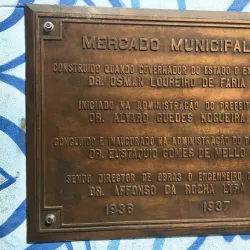 MERCADO MUNICIPAL
CONSTRUIDO QUANDO GOVERNADOR DO ESTADO O EX
DR. OSMAN LOUREIRO DE FARIA
INICIADO NA ADMINISTRAÇÃO DO PREFEIT
DR. ALVARO GUEDES NOGUEIRA
CONCLUIDO E INAUGURADO NA ADMINISTRAÇÃO DO P
DR. EUSTAQUIO GOMES DE MELLO
SENDO DIRECTOR DE OBRAS O ENGENHEIRO C
DR. AFFONSO DA ROCHA LYRA
1936 1937